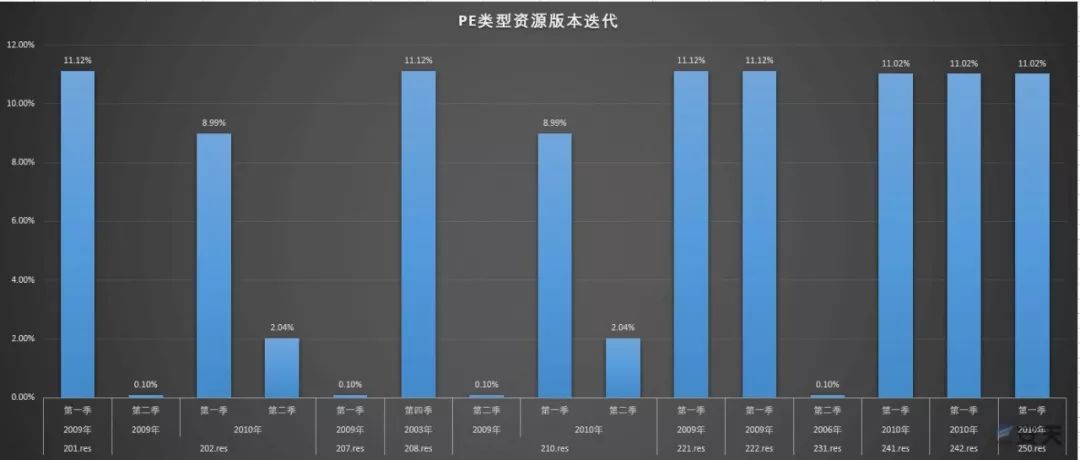 PE类型资源版本迭代
12.00%
10.00%
8.00%
6.00%
4.00%
2.00%
0.00%
11.12% 0.10% 8.99% 2.04% 0.10% 11.12% 0.10% 8.99% 2.04% 11.12% 11.12% 0.10% 11.02% 11.02% 11.02%
第一季 第二季 第一季 第二季 第一季 第四季 第二季 第一季 第二季 第一季 第一季 第二季 第一季 第一季 第一季
2009年 2009年 2010年 2009年 2003年 2009年 2010年 2009年 2009年 2006年 2010年 2010年 2010年
201.res 202.res 207.res 208.res 210.res 221.res 222.res 231.res 241.res 242.res 250.res
安天